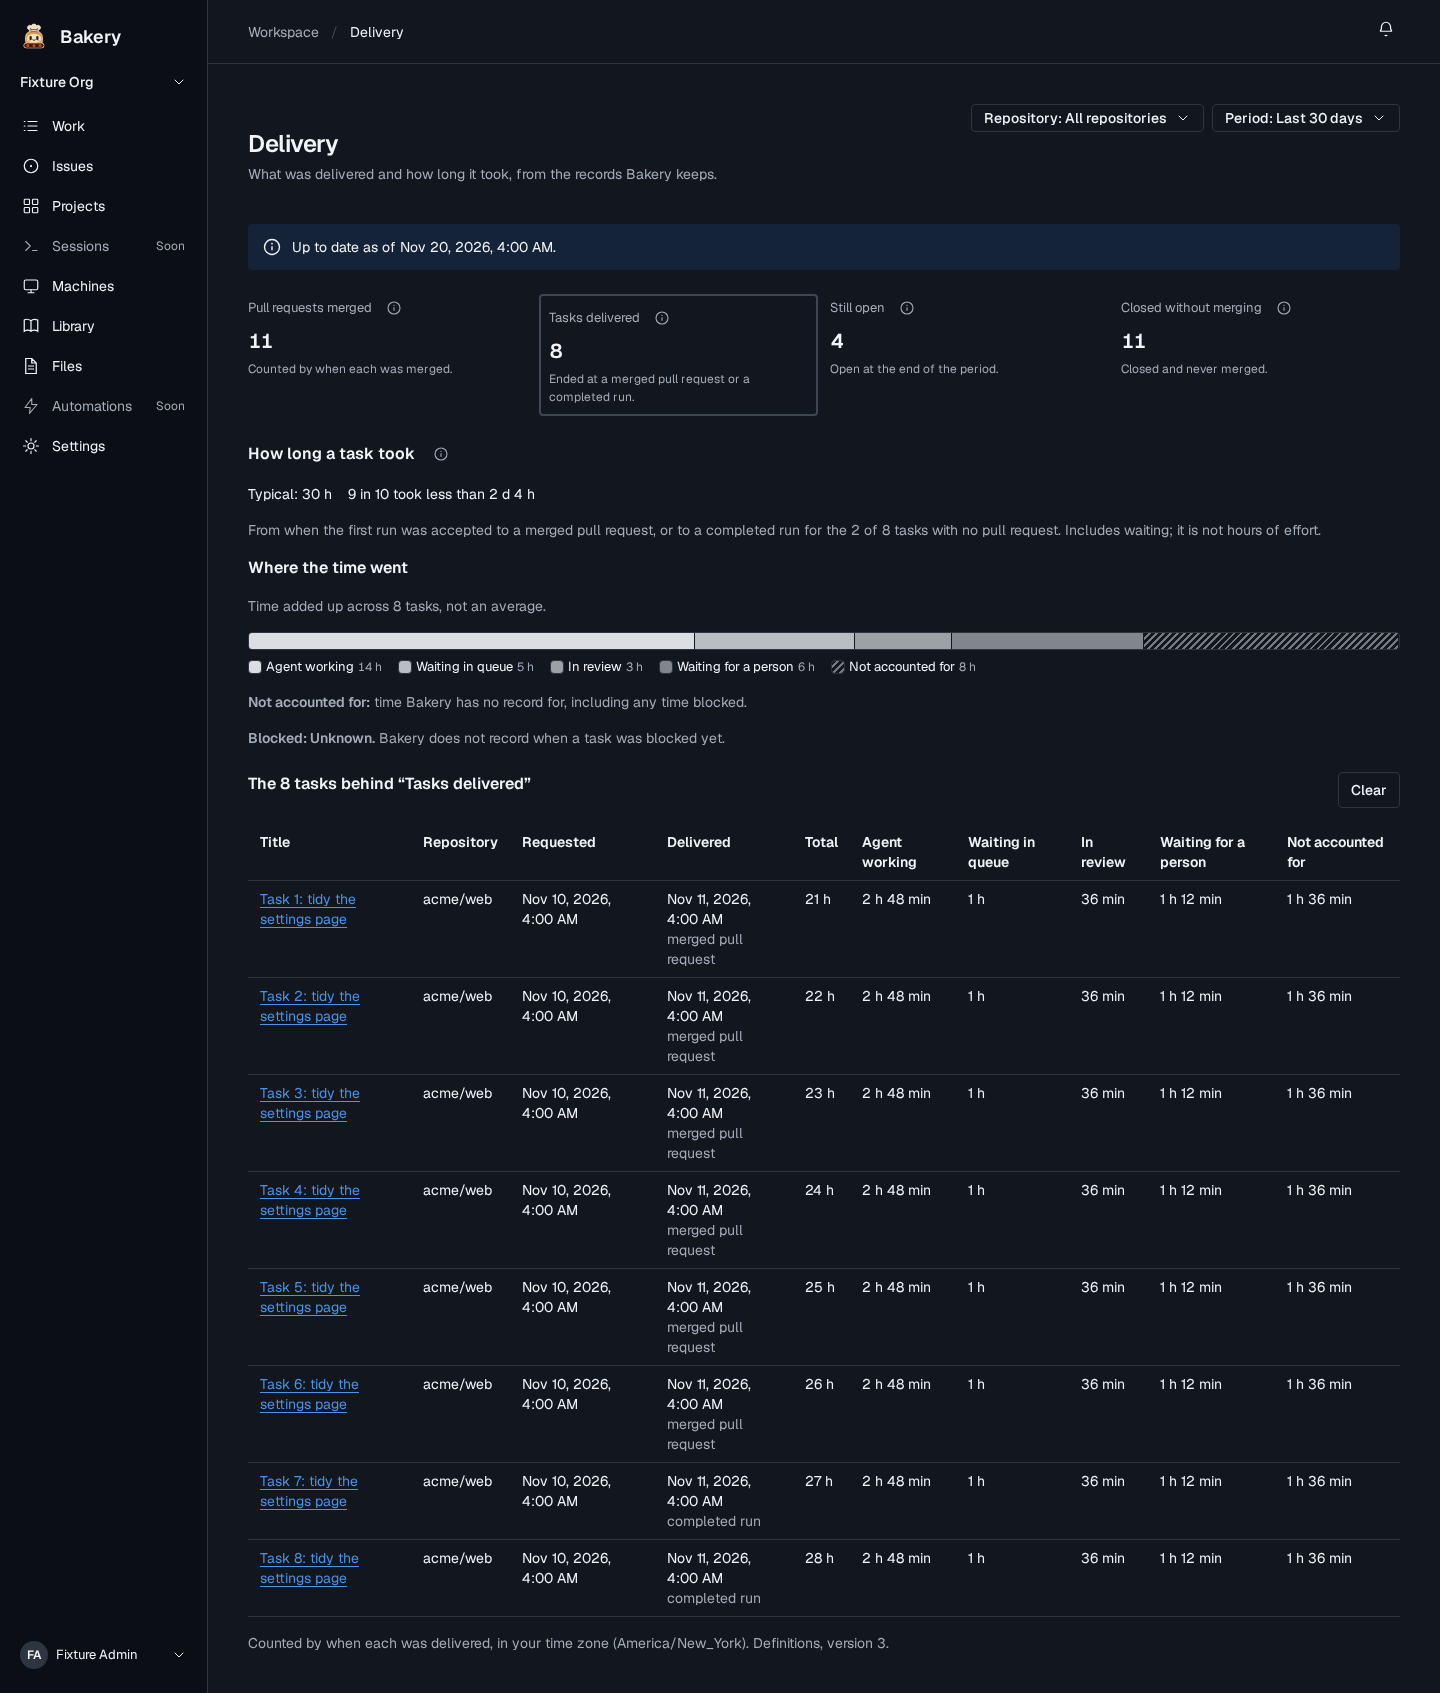 Bakery
Fixture Org
Work
Issues
Projects
Sessions Soon
Machines
Library
Files
Automations Soon
Settings
FA Fixture Admin
Workspace / Delivery
Repository: All repositories
Period: Last 30 days
Delivery
What was delivered and how long it took, from the records Bakery keeps.
Up to date as of Nov 20, 2026, 4:00 AM.
Pull requests merged
11
Counted by when each was merged.
Tasks delivered
8
Ended at a merged pull request or a
completed run.
Still open
4
Open at the end of the period.
Closed without merging
11
Closed and never merged.
How long a task took
Typical: 30 h 9 in 10 took less than 2 d 4 h
From when the first run was accepted to a merged pull request, or to a completed run for the 2 of 8 tasks with no pull request. Includes waiting; it is not hours of effort.
Where the time went
Time added up across 8 tasks, not an average.
Agent working 14 h Waiting in queue 5 h In review 3 h Waiting for a person 6 h Not accounted for 8 h
Not accounted for: time Bakery has no record for, including any time blocked.
Blocked: Unknown. Bakery does not record when a task was blocked yet.
The 8 tasks behind “Tasks delivered”
Clear
Title Repository Requested Delivered Total Agent Waiting in In Waiting for a Not accounted
working queue review person for
Task 1: tidy the acme/web Nov 10, 2026, Nov 11, 2026, 21 h 2 h 48 min 1 h 36 min 1 h 12 min 1 h 36 min
settings page 4:00 AM 4:00 AM
merged pull
request
Task 2: tidy the acme/web Nov 10, 2026, Nov 11, 2026, 22 h 2 h 48 min 1 h 36 min 1 h 12 min 1 h 36 min
settings page 4:00 AM 4:00 AM
merged pull
request
Task 3: tidy the acme/web Nov 10, 2026, Nov 11, 2026, 23 h 2 h 48 min 1 h 36 min 1 h 12 min 1 h 36 min
settings page 4:00 AM 4:00 AM
merged pull
request
Task 4: tidy the acme/web Nov 10, 2026, Nov 11, 2026, 24 h 2 h 48 min 1 h 36 min 1 h 12 min 1 h 36 min
settings page 4:00 AM 4:00 AM
merged pull
request
Task 5: tidy the acme/web Nov 10, 2026, Nov 11, 2026, 25 h 2 h 48 min 1 h 36 min 1 h 12 min 1 h 36 min
settings page 4:00 AM 4:00 AM
merged pull
request
Task 6: tidy the acme/web Nov 10, 2026, Nov 11, 2026, 26 h 2 h 48 min 1 h 36 min 1 h 12 min 1 h 36 min
settings page 4:00 AM 4:00 AM
merged pull
request
Task 7: tidy the acme/web Nov 10, 2026, Nov 11, 2026, 27 h 2 h 48 min 1 h 36 min 1 h 12 min 1 h 36 min
settings page 4:00 AM 4:00 AM
completed run
Task 8: tidy the acme/web Nov 10, 2026, Nov 11, 2026, 28 h 2 h 48 min 1 h 36 min 1 h 12 min 1 h 36 min
settings page 4:00 AM 4:00 AM
completed run
Counted by when each was delivered, in your time zone (America/New_York). Definitions, version 3.